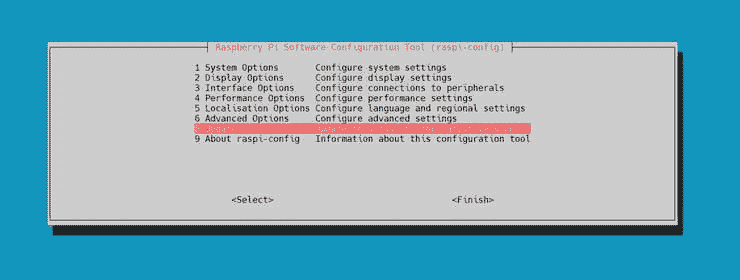 Raspberry Pi Software Configuration Tool (raspi-config)
1 System Options Configure system settings
2 Display Options Configure display settings
3 Interface Options Configure connections to peripherals
4 Performance Options Configure performance settings
5 Localisation Options Configure language and regional settings
6 Advanced Options Configure advanced settings
9 About raspi-config Information about this configuration tool
<Select> <Finish>